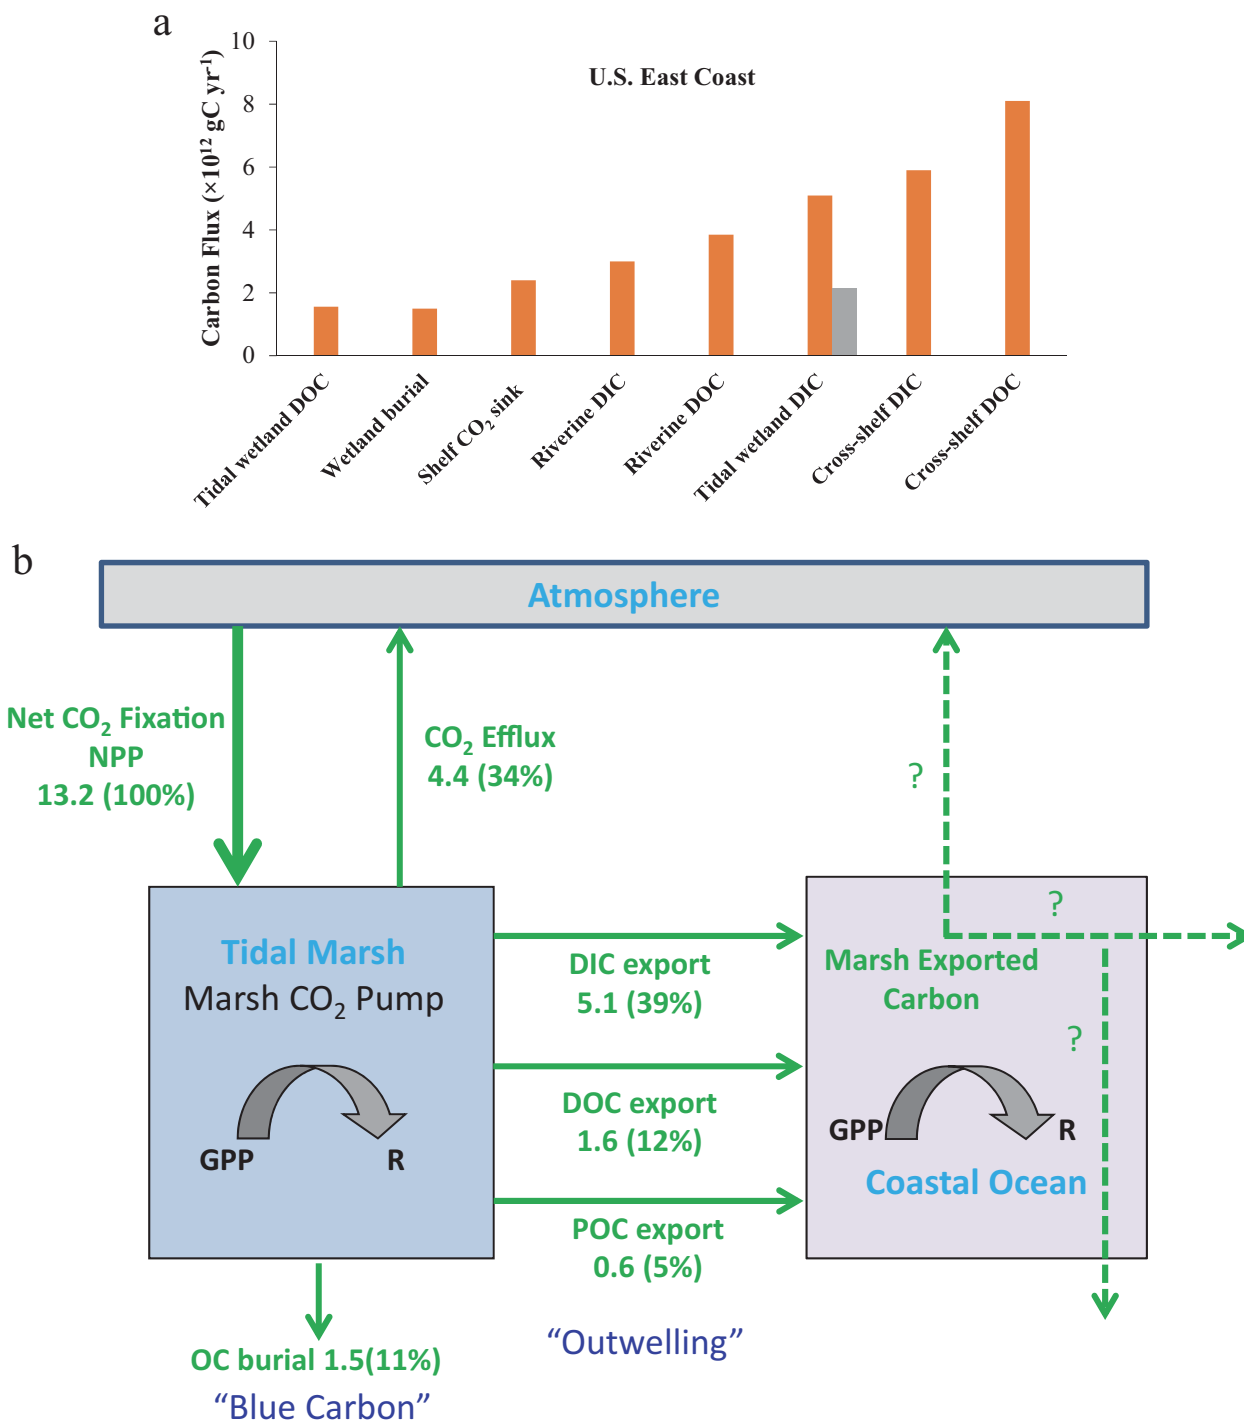 a
U.S. East Coast
Carbon Flux (×10¹² gC yr⁻¹)
10
8
6
4
2
0
Tidal wetland DOC
Wetland burial
Shelf CO₂ sink
Riverine DIC
Riverine DOC
Tidal wetland DIC
Cross-shelf DIC
Cross-shelf DOC
b
Atmosphere
Net CO₂ Fixation
NPP
13.2 (100%)
CO₂ Efflux
4.4 (34%)
?
Tidal Marsh
Marsh CO₂ Pump
GPP
R
DIC export
5.1 (39%)
DOC export
1.6 (12%)
POC export
0.6 (5%)
?
Marsh Exported
Carbon
?
GPP
R
Coastal Ocean
OC burial 1.5(11%)
“Blue Carbon”
“Outwelling”